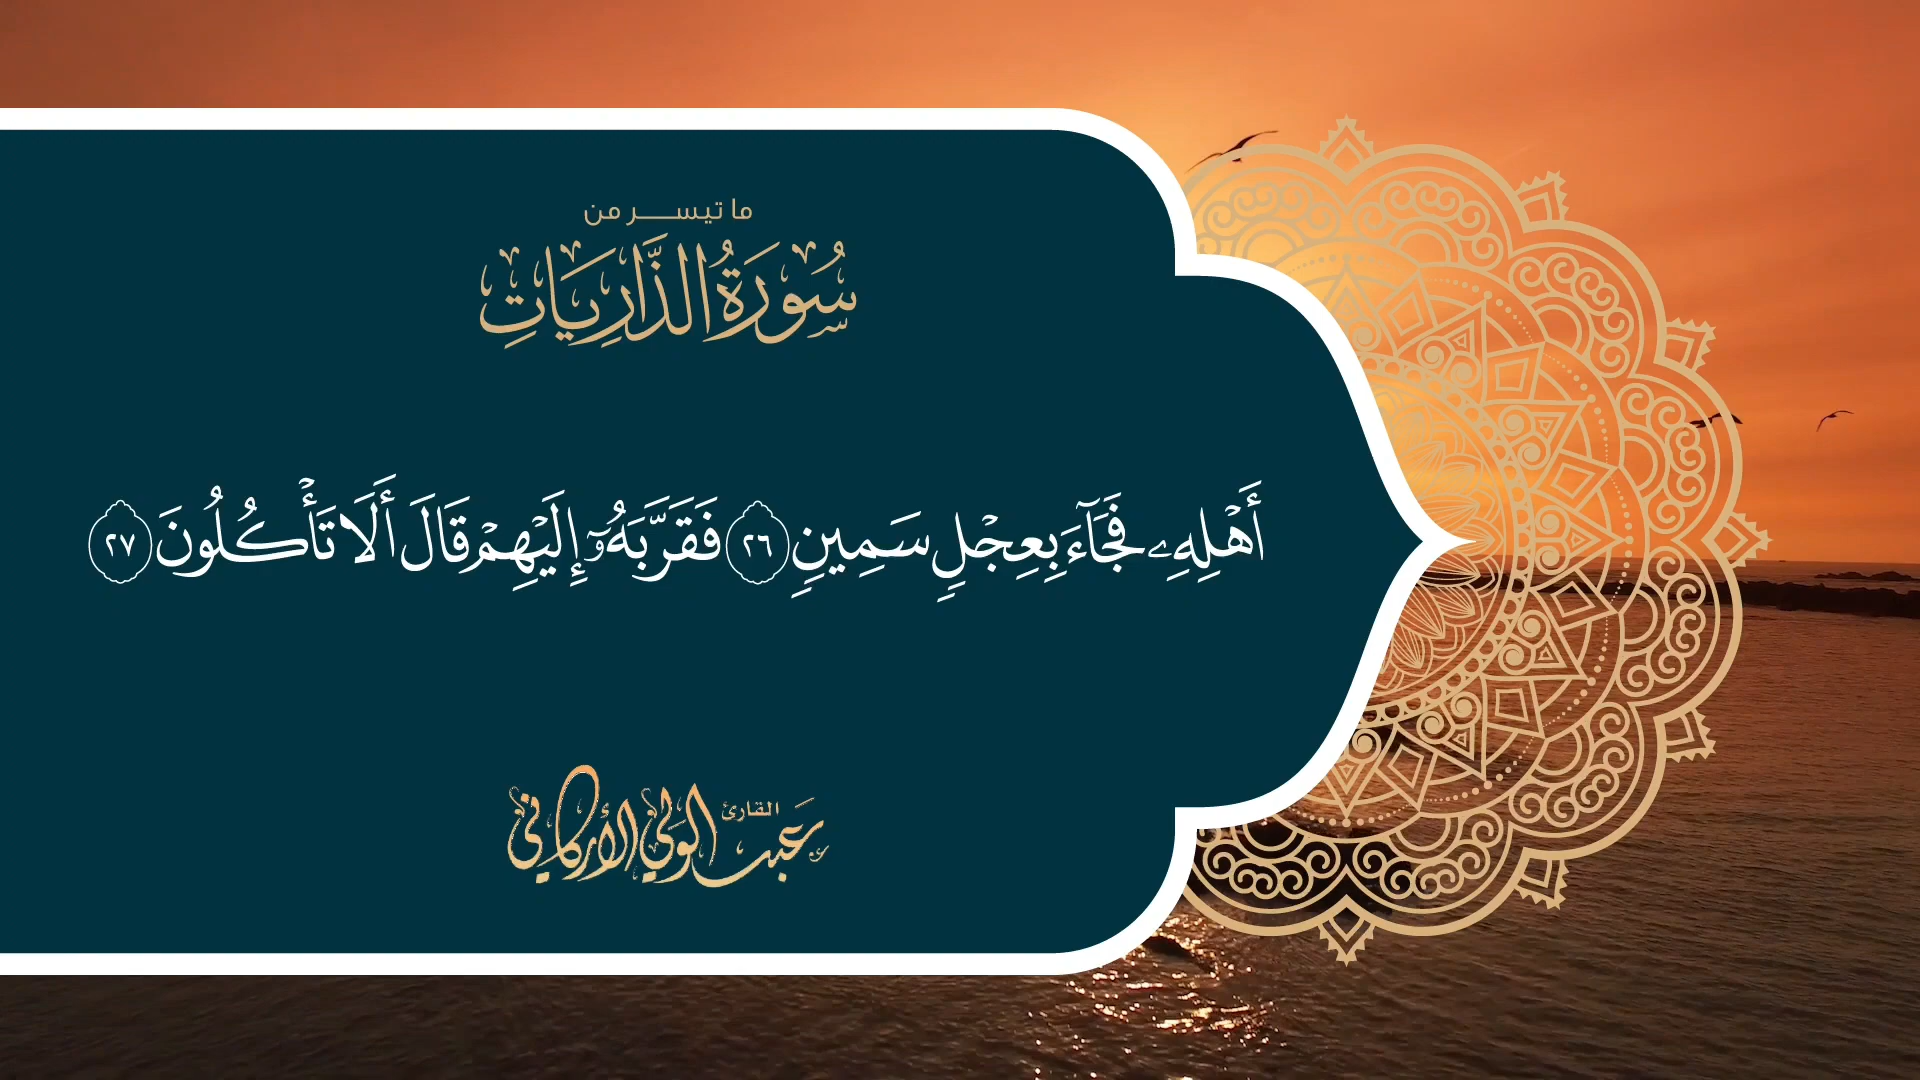 ما تيسر من
سُورَةُ الذَّارِيَاتِ
أَهْلِهِۦ فَجَآءَ بِعِجْلٍ سَمِينٍ ٢٦ فَقَرَّبَهُۥٓ إِلَيْهِمْ قَالَ أَلَا تَأْكُلُونَ ٢٧
القارئ
عبد الولي الأركاني